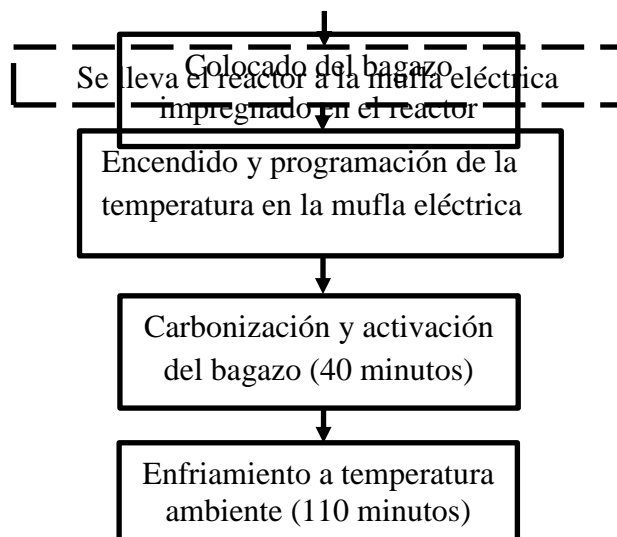 Colocado del bagazo
Se lleva el reactor a la mufla eléctrica
impregnado en el reactor
Encendido y programación de la
temperatura en la mufla eléctrica
Carbonización y activación
del bagazo (40 minutos)
Enfriamiento a temperatura
ambiente (110 minutos)